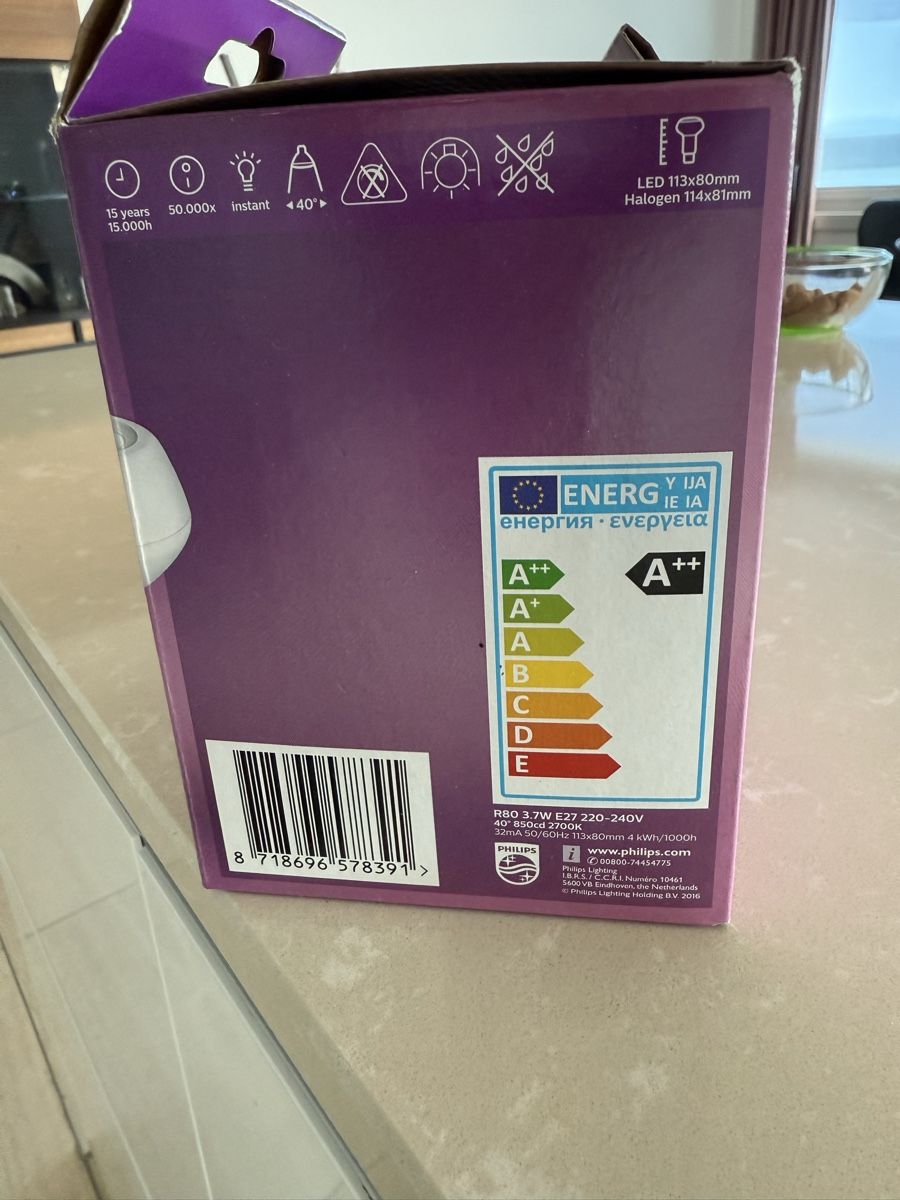 15 years
15.000h
50.000x
instant
40°
LED 113x80mm
Halogen 114x81mm
ENERG Y IJA
IE IA
енергия · ενεργεια
A++
A++
A+
A
B
C
D
E
8 718696 578391 >
R80 3.7W E27 220-240V
40° 850cd 2700K
32mA 50/60Hz 113x80mm 4 kWh/1000h
PHILIPS
i www.philips.com
✆00800-74454775
Philips Lighting
I.B.R.S. / C.C.R.I. Numéro 10461
5600 VB Eindhoven, the Netherlands
© Philips Lighting Holding B.V. 2016